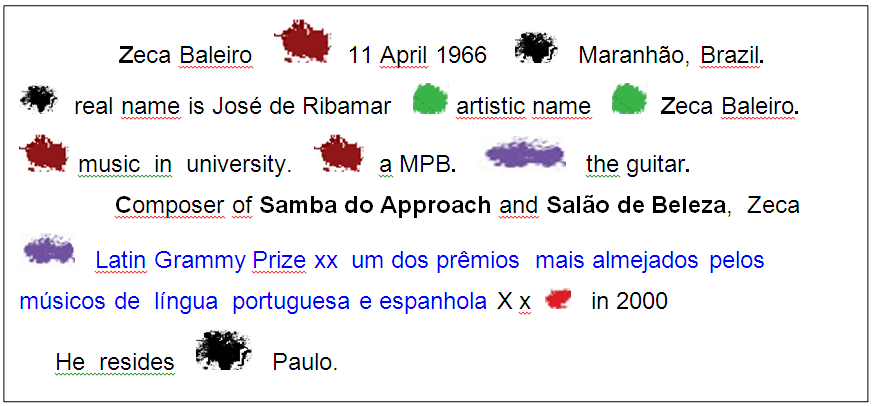 Zeca Baleiro 11 April 1966 Maranhão, Brazil.
real name is José de Ribamar artistic name Zeca Baleiro.
music in university. a MPB. the guitar.
Composer of Samba do Approach and Salão de Beleza, Zeca
Latin Grammy Prize xx um dos prêmios mais almejados pelos
músicos de língua portuguesa e espanhola X x in 2000
He resides Paulo.